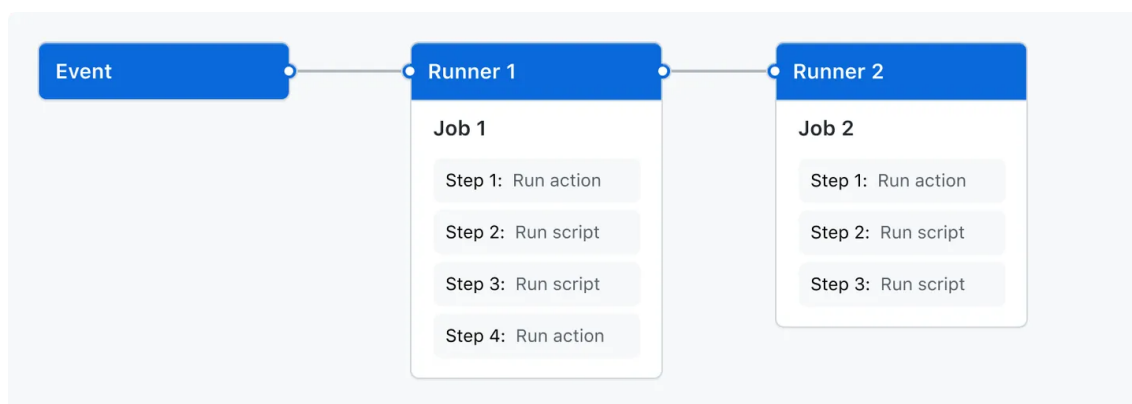 Event
Runner 1
Job 1
Step 1: Run action
Step 2: Run script
Step 3: Run script
Step 4: Run action
Runner 2
Job 2
Step 1: Run action
Step 2: Run script
Step 3: Run script